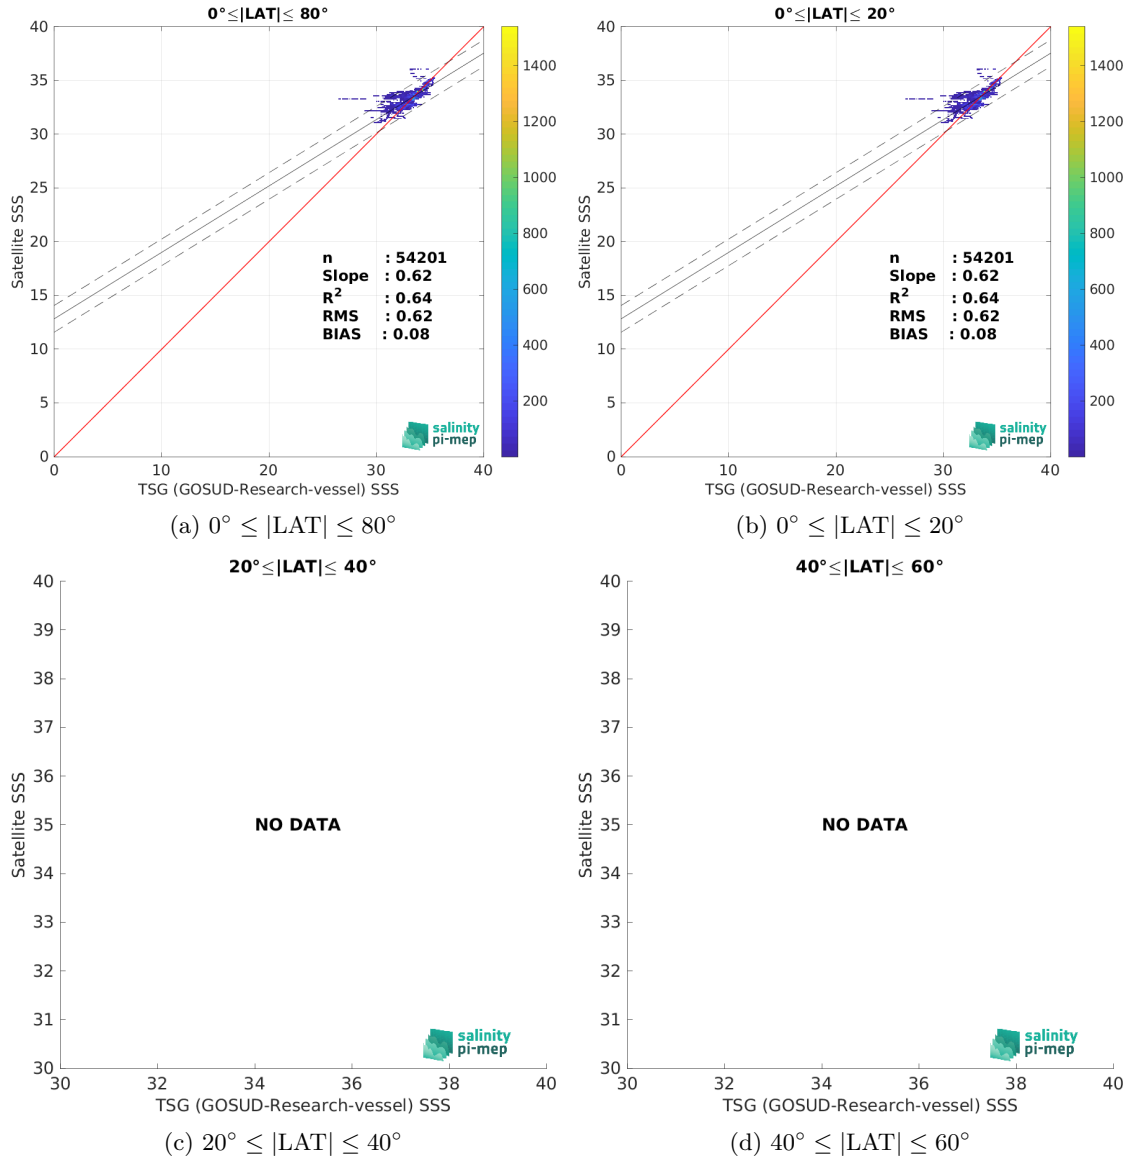 0°≤|LAT|≤ 80°
40
35
30
25
20
15
10
5
0
Satellite SSS
n : 54201
Slope : 0.62
R² : 0.64
RMS : 0.62
BIAS : 0.08
salinity
pi-mep
0 10 20 30 40
TSG (GOSUD-Research-vessel) SSS
1400
1200
1000
800
600
400
200
(a) 0° ≤ |LAT| ≤ 80°
0°≤|LAT|≤ 20°
40
35
30
25
20
15
10
5
0
Satellite SSS
n : 54201
Slope : 0.62
R² : 0.64
RMS : 0.62
BIAS : 0.08
salinity
pi-mep
0 10 20 30 40
TSG (GOSUD-Research-vessel) SSS
1400
1200
1000
800
600
400
200
(b) 0° ≤ |LAT| ≤ 20°
20°≤|LAT|≤ 40°
40
39
38
37
36
35
34
33
32
31
30
Satellite SSS
NO DATA
salinity
pi-mep
30 32 34 36 38 40
TSG (GOSUD-Research-vessel) SSS
(c) 20° ≤ |LAT| ≤ 40°
40°≤|LAT|≤ 60°
40
39
38
37
36
35
34
33
32
31
30
Satellite SSS
NO DATA
salinity
pi-mep
30 32 34 36 38 40
TSG (GOSUD-Research-vessel) SSS
(d) 40° ≤ |LAT| ≤ 60°